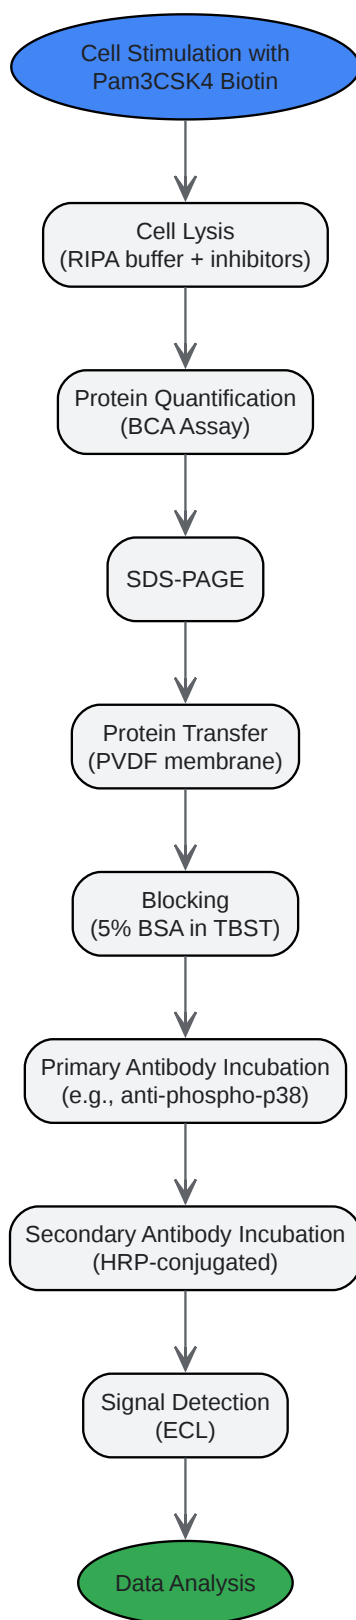 Cell Stimulation with
Pam3CSK4 Biotin
Cell Lysis
(RIPA buffer + inhibitors)
Protein Quantification
(BCA Assay)
SDS-PAGE
Protein Transfer
(PVDF membrane)
Blocking
(5% BSA in TBST)
Primary Antibody Incubation
(e.g., anti-phospho-p38)
Secondary Antibody Incubation
(HRP-conjugated)
Signal Detection
(ECL)
Data Analysis